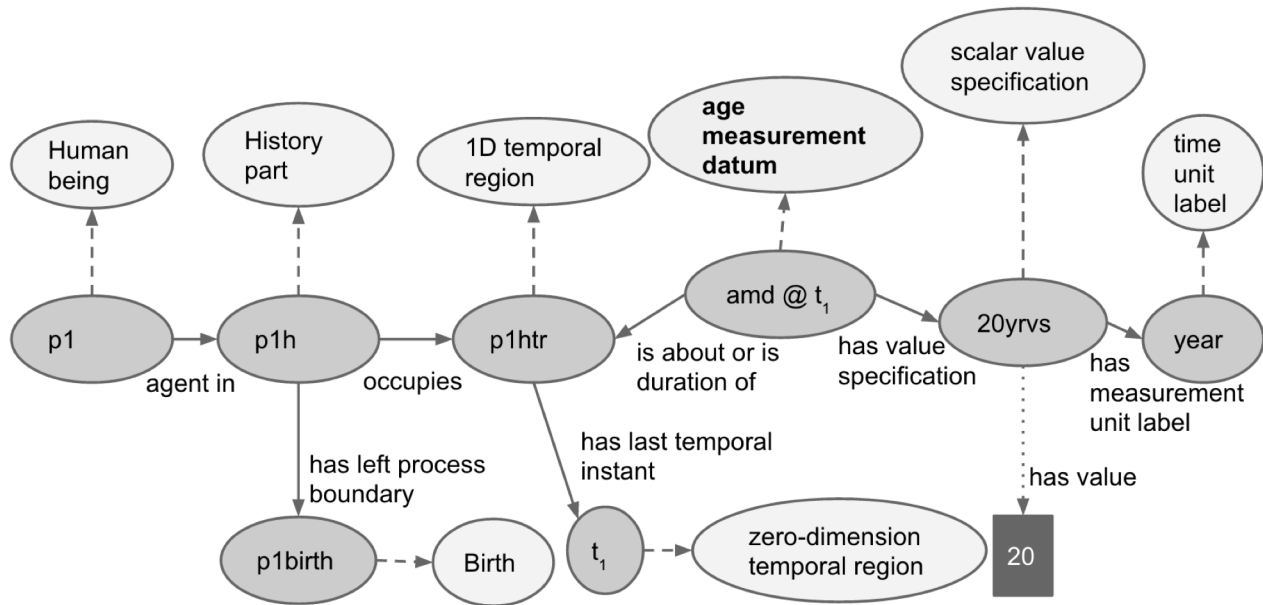 scalar value
specification
age
measurement
datum
Human
being
History
part
1D temporal
region
time
unit
label
p1
p1h
p1htr
amd @ t₁
20yrvs
year
agent in
occupies
is about or is
duration of
has value
specification
has
measurement
unit label
has left process
boundary
has last temporal
instant
has value
p1birth
Birth
t₁
zero-dimension
temporal region
20